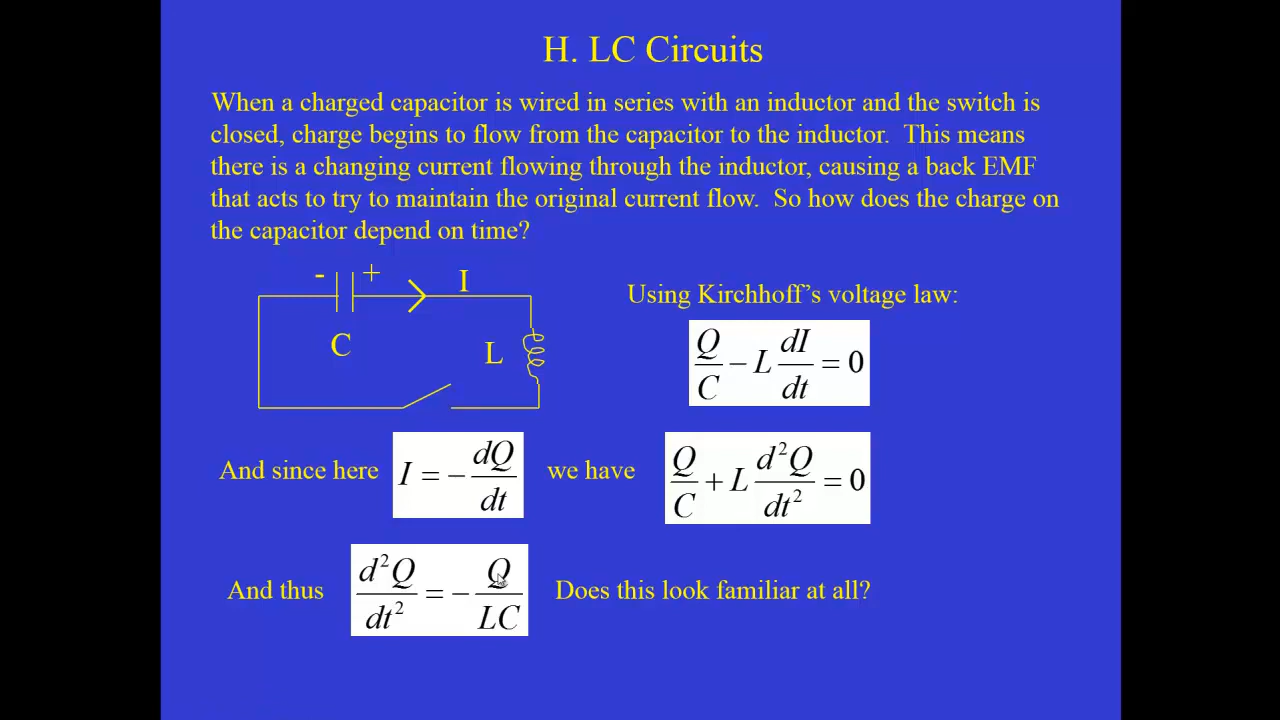 H. LC Circuits
When a charged capacitor is wired in series with an inductor and the switch is
closed, charge begins to flow from the capacitor to the inductor. This means
there is a changing current flowing through the inductor, causing a back EMF
that acts to try to maintain the original current flow. So how does the charge on
the capacitor depend on time?
- + I
C
L
Using Kirchhoff’s voltage law:
Q/C − L dI/dt = 0
And since here I = − dQ/dt we have Q/C + L d²Q/dt² = 0
And thus d²Q/dt² = − Q/LC Does this look familiar at all?